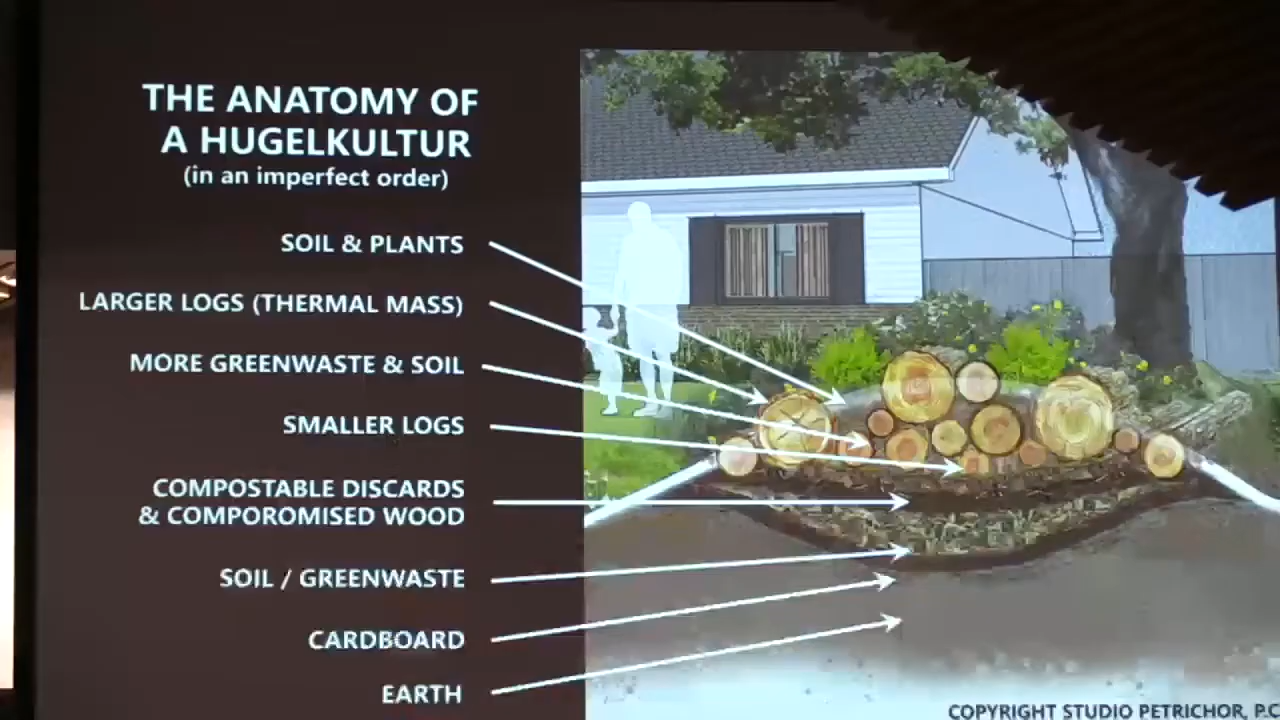 THE ANATOMY OF
A HUGELKULTUR
(in an imperfect order)
SOIL & PLANTS
LARGER LOGS (THERMAL MASS)
MORE GREENWASTE & SOIL
SMALLER LOGS
COMPOSTABLE DISCARDS
& COMPOROMISED WOOD
SOIL / GREENWASTE
CARDBOARD
EARTH
COPYRIGHT STUDIO PETRICHOR, P.C